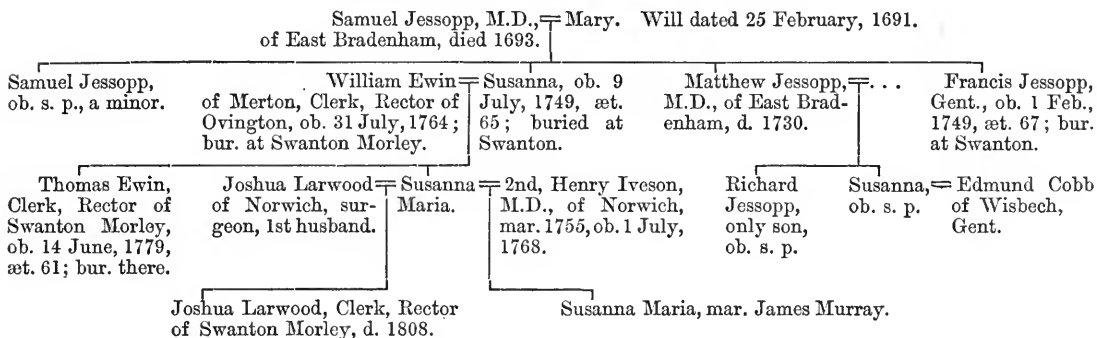 Samuel Jessopp, M.D., = Mary. Will dated 25 February, 1691.
of East Bradenham, died 1693.
Samuel Jessopp,
ob. s. p., a minor.
William Ewin =
of Merton, Clerk, Rector of
Ovington, ob. 31 July, 1764;
bur. at Swanton Morley.
Susanna, ob. 9
July, 1749, æt.
65; buried at
Swanton.
Matthew Jessopp, = . . .
M.D., of East Brad-
enham, d. 1730.
Francis Jessopp,
Gent., ob. 1 Feb.,
1749, æt. 67; bur.
at Swanton.
Thomas Ewin,
Clerk, Rector of
Swanton Morley,
ob. 14 June, 1779,
æt. 61; bur. there.
Joshua Larwood =
of Norwich, sur-
geon, 1st husband.
Susanna =
Maria.
2nd, Henry Iveson,
M.D., of Norwich,
mar. 1755, ob. 1 July,
1768.
Richard
Jessopp,
only son,
ob. s. p.
Susanna, =
ob. s. p.
Edmund Cobb
of Wisbech,
Gent.
Joshua Larwood, Clerk, Rector
of Swanton Morley, d. 1808.
Susanna Maria, mar. James Murray.